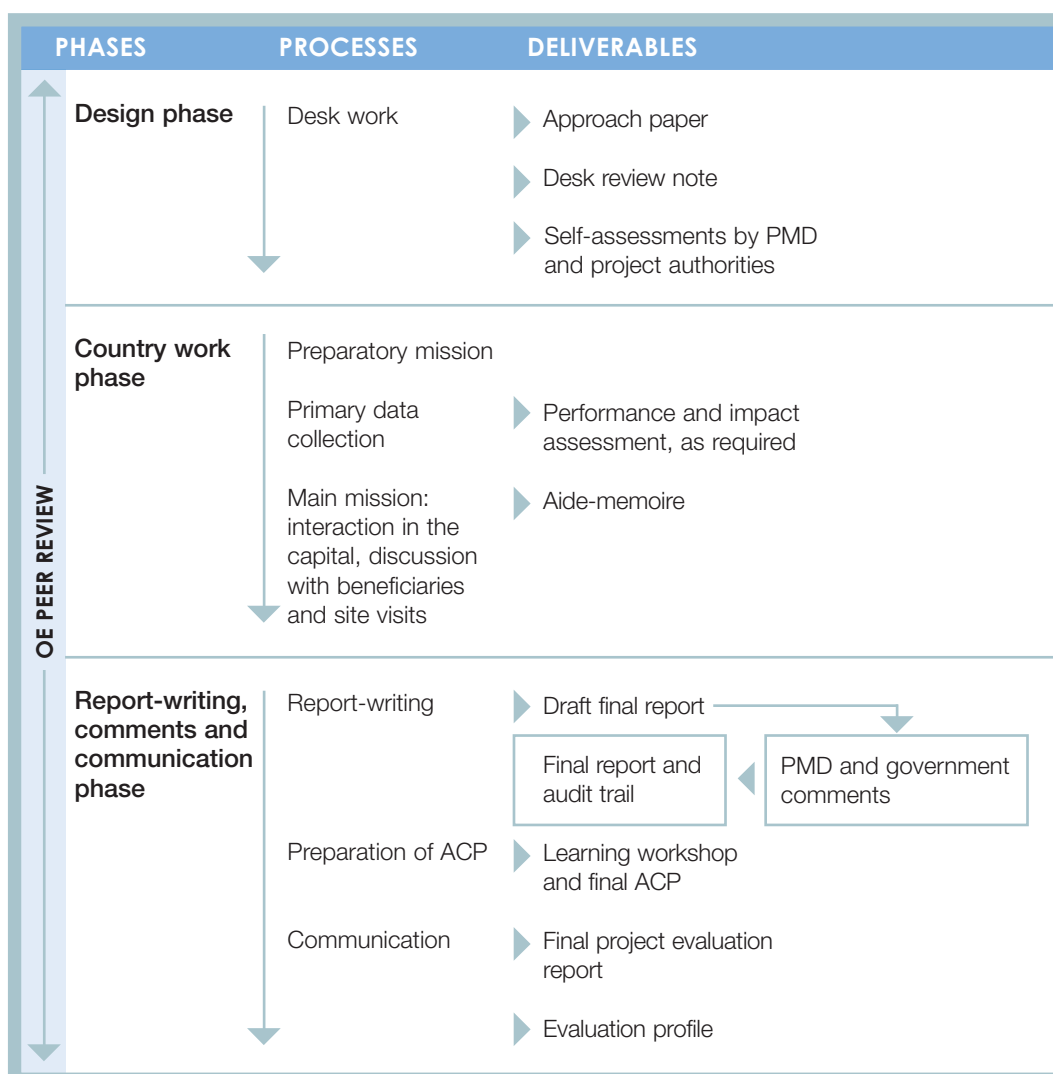 PHASES PROCESSES DELIVERABLES
OE PEER REVIEW
Design phase
Desk work
Approach paper
Desk review note
Self-assessments by PMD
and project authorities
Country work
phase
Preparatory mission
Primary data
collection
Performance and impact
assessment, as required
Main mission:
interaction in the
capital, discussion
with beneficiaries
and site visits
Aide-memoire
Report-writing,
comments and
communication
phase
Report-writing
Draft final report
PMD and government
comments
Final report and
audit trail
Preparation of ACP
Learning workshop
and final ACP
Communication
Final project evaluation
report
Evaluation profile